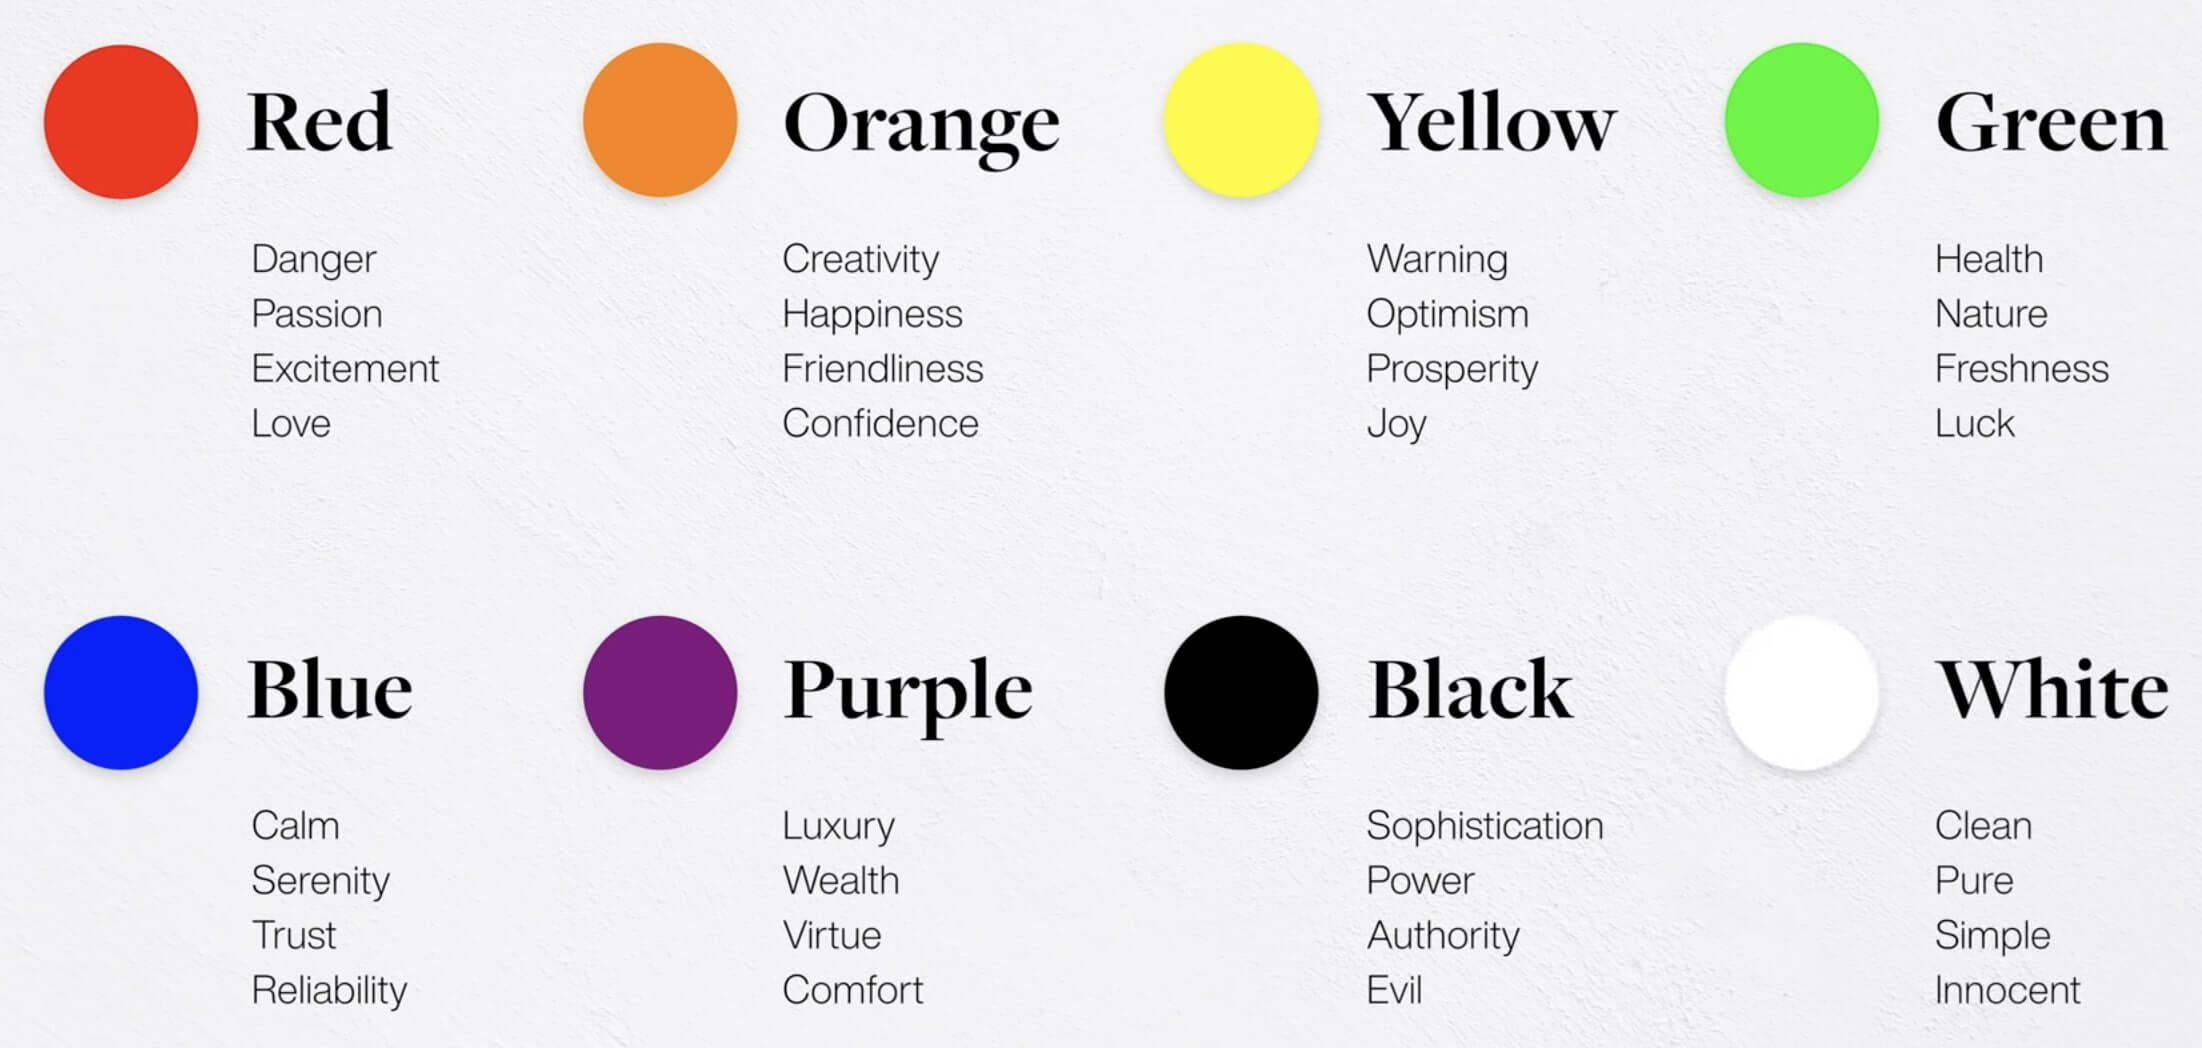 Red
Danger
Passion
Excitement
Love
Orange
Creativity
Happiness
Friendliness
Confidence
Yellow
Warning
Optimism
Prosperity
Joy
Green
Health
Nature
Freshness
Luck
Blue
Calm
Serenity
Trust
Reliability
Purple
Luxury
Wealth
Virtue
Comfort
Black
Sophistication
Power
Authority
Evil
White
Clean
Pure
Simple
Innocent